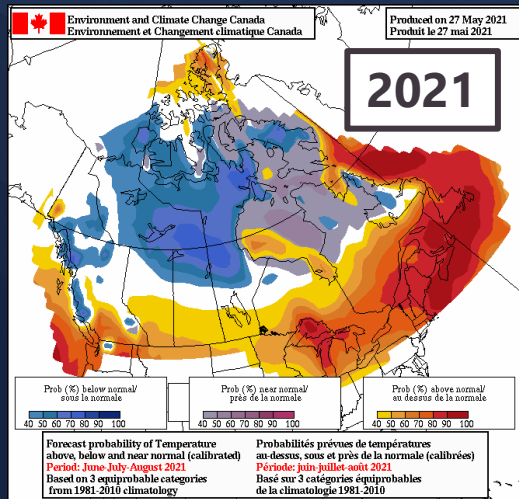 Environment and Climate Change Canada
Environnement et Changement climatique Canada
Produced on 27 May 2021
Produit le 27 mai 2021
2021
Prob (%) below normal/
sous la normale
40 50 60 70 80 90 100
Prob (%) near normal/
près de la normale
40 50 60 70 80 90 100
Prob (%) above normal/
au dessus de la normale
40 50 60 70 80 90 100
Forecast probability of Temperature
above, below and near normal (calibrated)
Period: June-July-August 2021
Based on 3 equiprobable categories
from 1981-2010 climatology
Probabilités prévues de températures
au-dessus, sous et près de la normale (calibrées)
Période: juin-juillet-août 2021
Basé sur 3 catégories équiprobables
de la climatologie 1981-2010